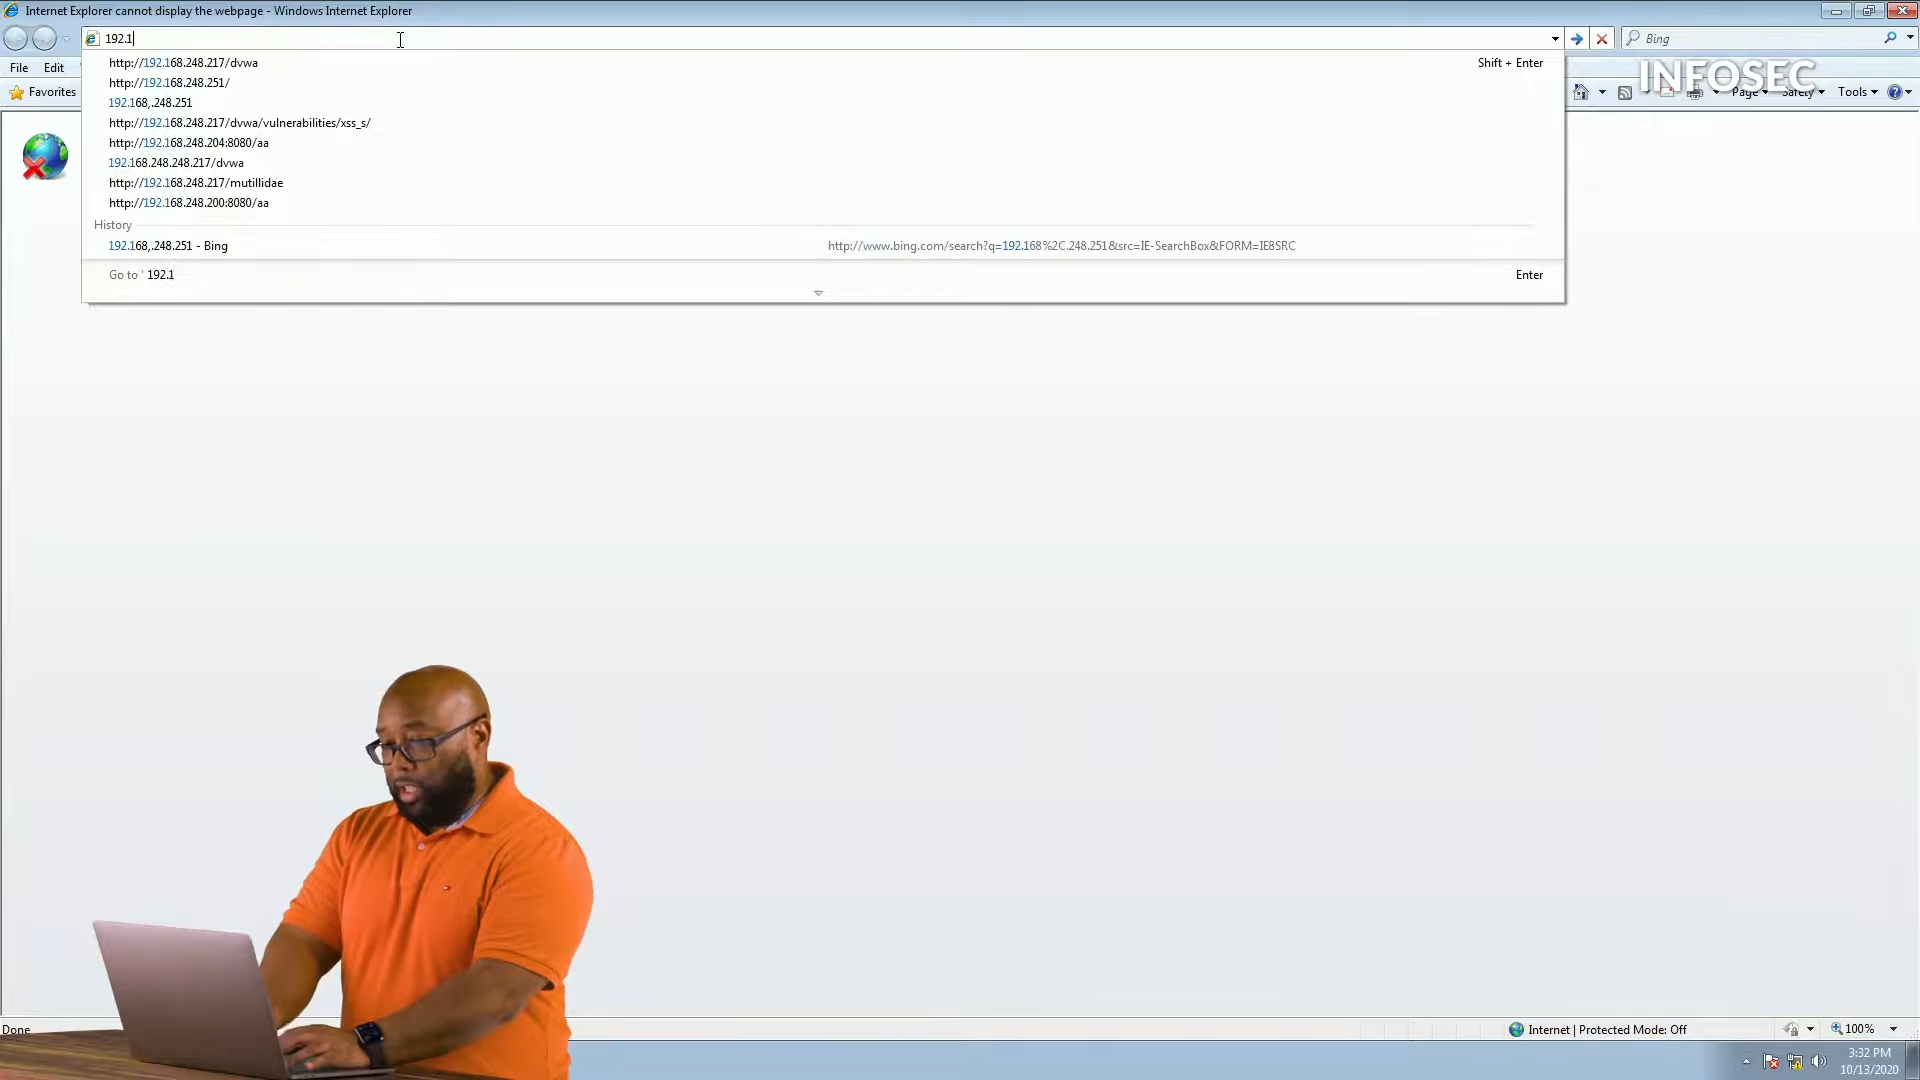 Internet Explorer cannot display the webpage - Windows Internet Explorer
192.1
Bing
http://192.168.248.217/dvwa Shift + Enter
http://192.168.248.251/
192.168,.248.251
http://192.168.248.217/dvwa/vulnerabilities/xss_s/
http://192.168.248.204:8080/aa
192.168.248.248.217/dvwa
http://192.168.248.217/mutillidae
http://192.168.248.200:8080/aa
History
192.168,.248.251 - Bing http://www.bing.com/search?q=192.168%2C.248.251&src=IE-SearchBox&FORM=IE8SRC
Go to ' 192.1 Enter
File Edit
INFOSEC
Favorites
Page Safety Tools
Done
Internet | Protected Mode: Off
100%
3:32 PM
10/13/2020